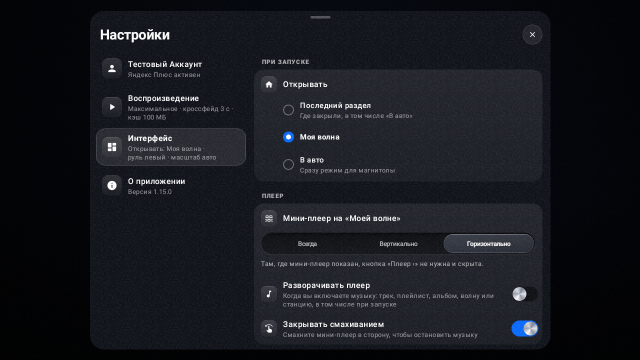 Настройки
Тестовый Аккаунт
Яндекс Плюс активен
Воспроизведение
Максимальное · кроссфейд 3 с ·
кэш 100 МБ
Интерфейс
Открывать: Моя волна
руль левый · масштаб авто
О приложении
Версия 1.15.0
ПРИ ЗАПУСКЕ
Открывать
Последний раздел
Где закрыли, в том числе «В авто»
Моя волна
В авто
Сразу режим для магнитолы
ПЛЕЕР
Мини-плеер на «Моей волне»
Всегда
Вертикально
Горизонтально
Там, где мини-плеер показан, кнопка «Плеер ›» не нужна и скрыта.
Разворачивать плеер
Когда вы включаете музыку: трек, плейлист, альбом, волну или
станцию, в том числе при запуске
Закрывать смахиванием
Смахните мини-плеер в сторону, чтобы остановить музыку